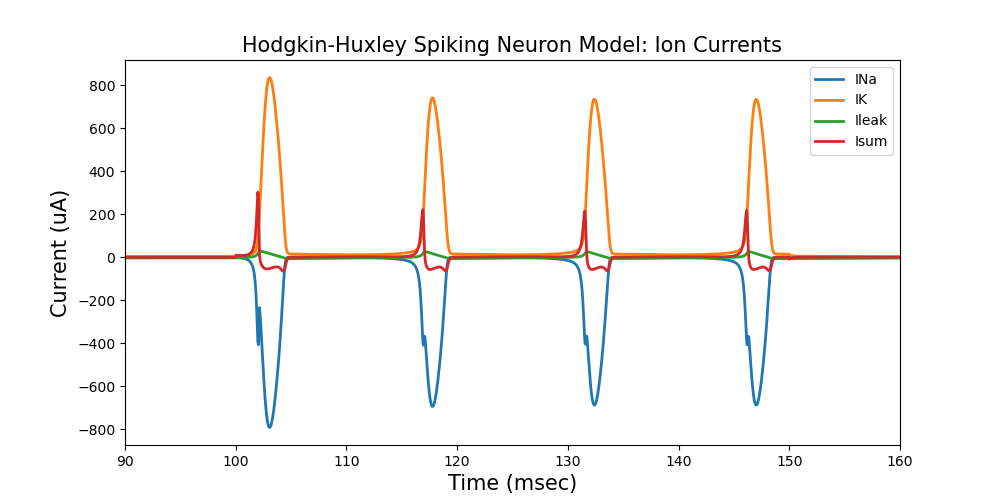 Hodgkin-Huxley Spiking Neuron Model: Ion Currents
Current (uA)
800
600
400
200
0
−200
−400
−600
−800
INa
IK
Ileak
Isum
90 100 110 120 130 140 150 160
Time (msec)